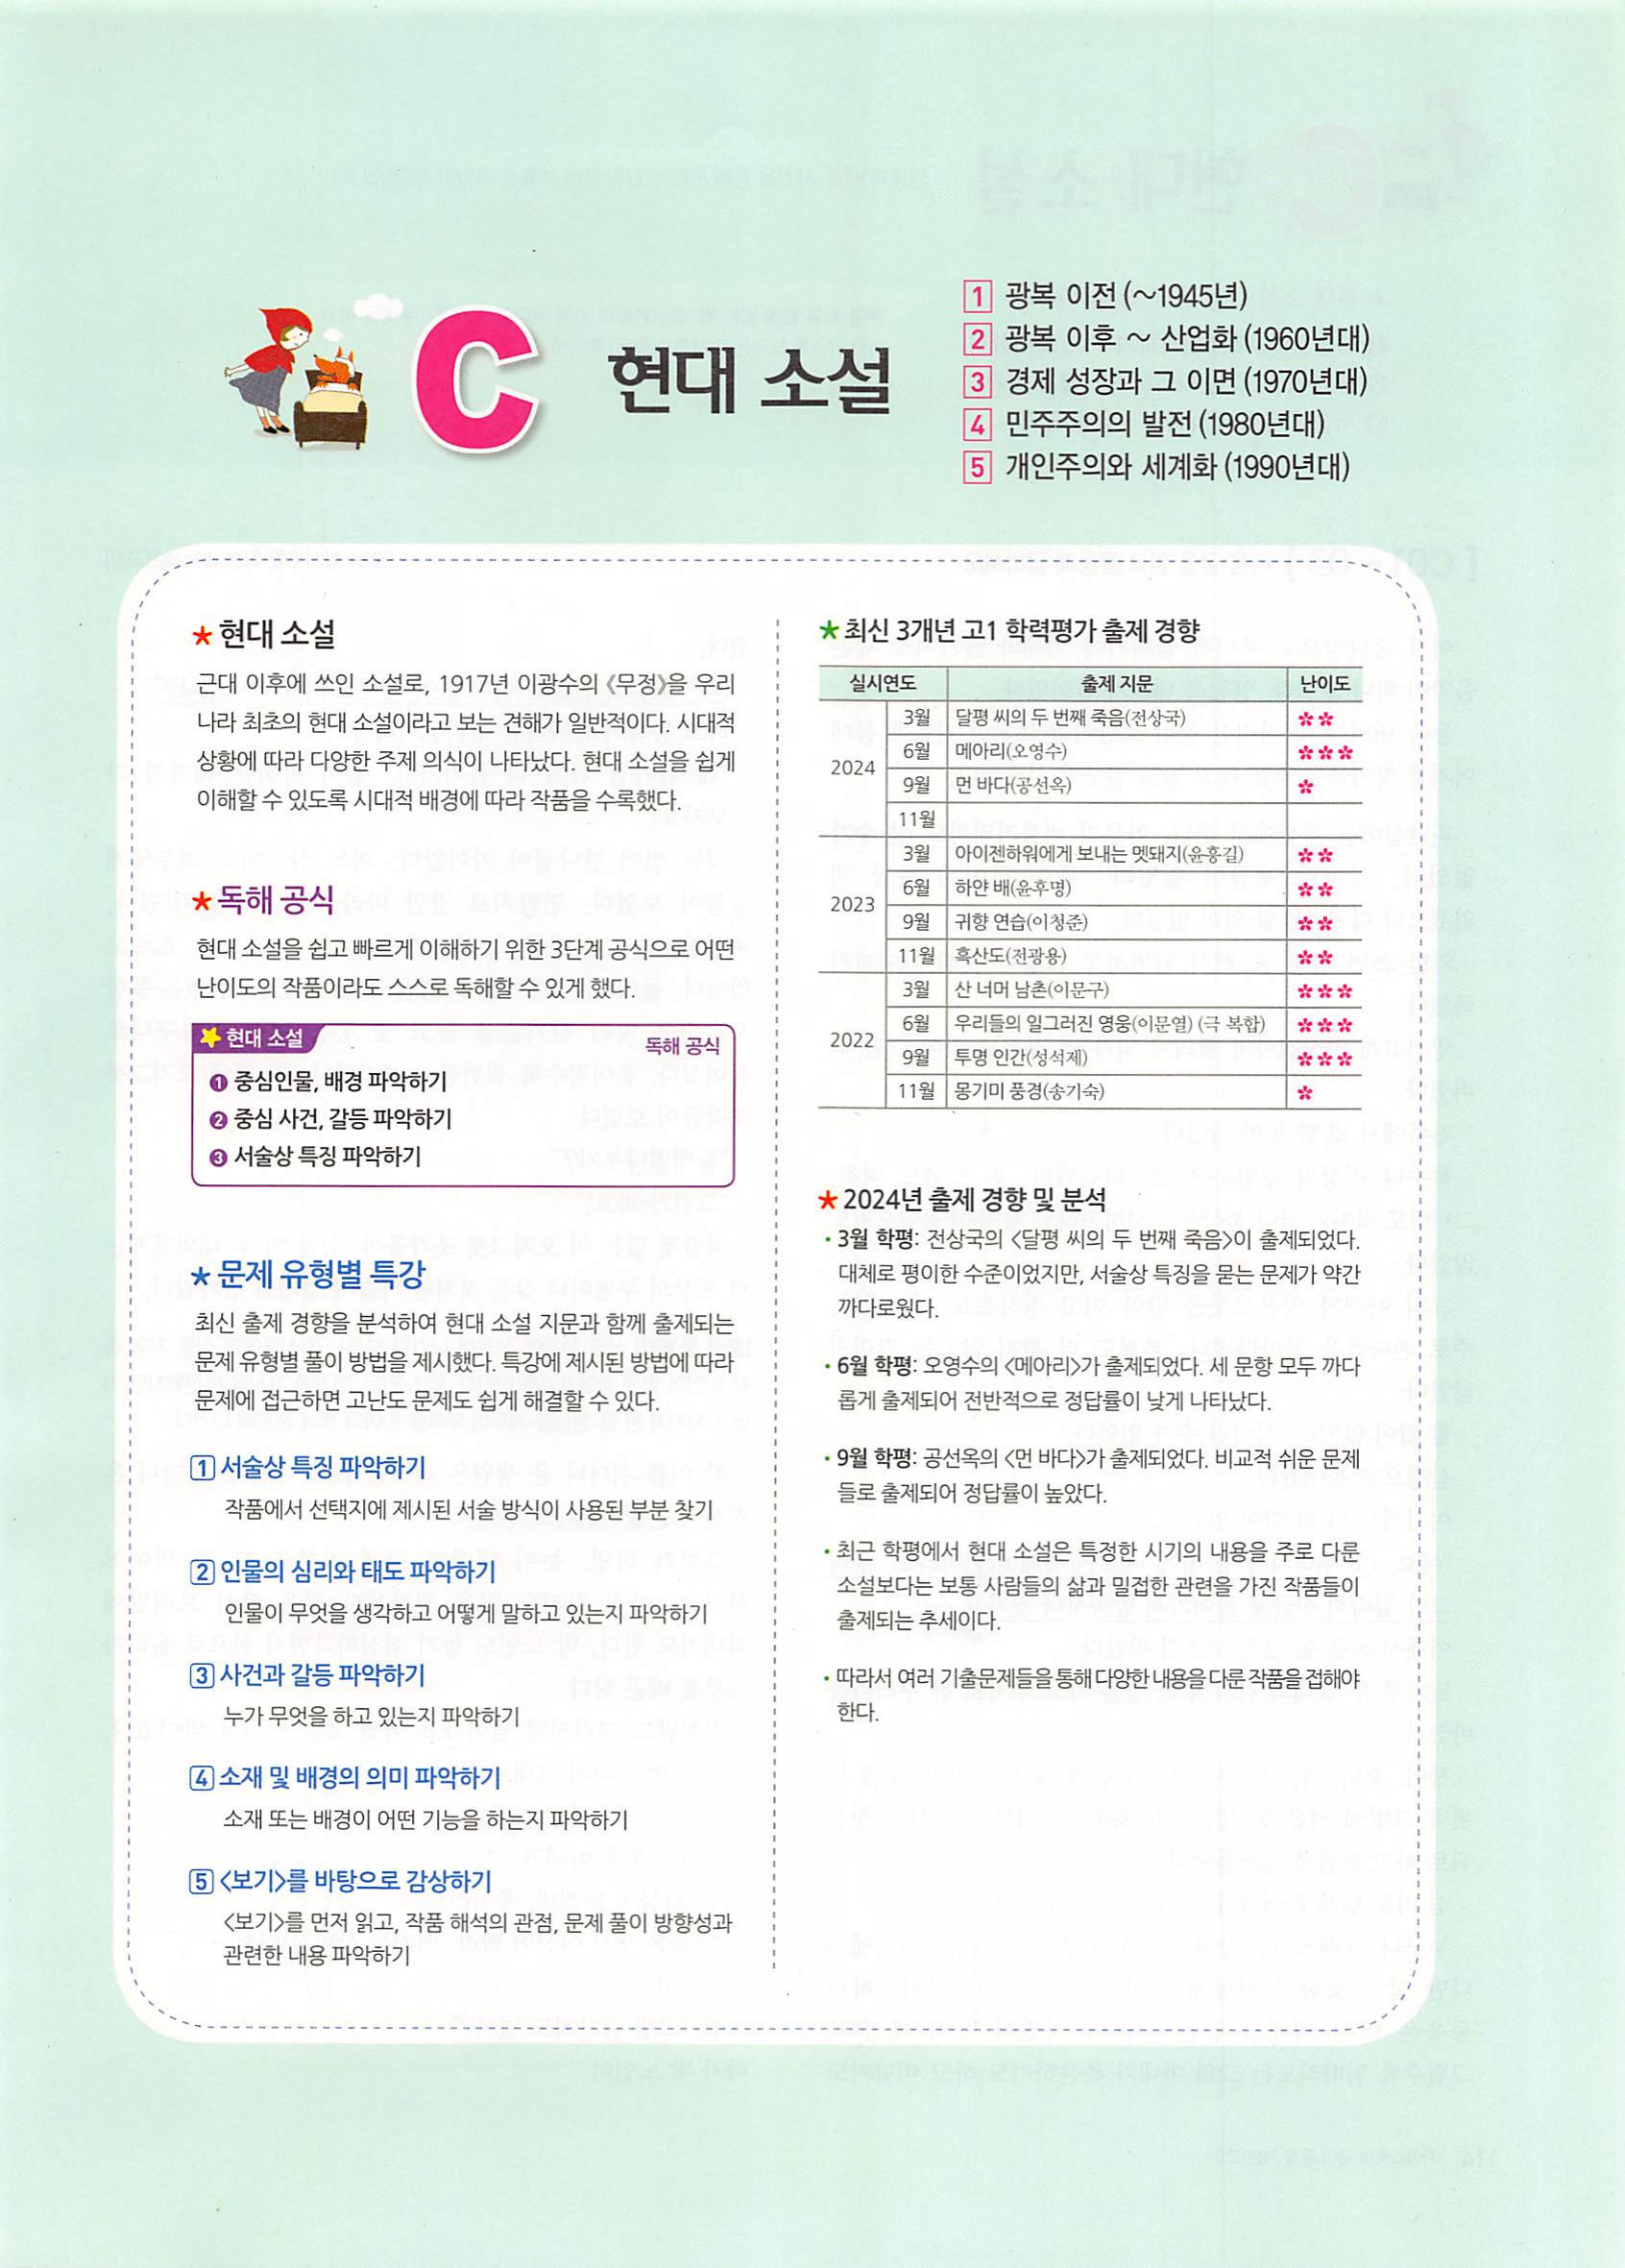 C 현대 소설
1 광복 이전 (~1945년)
2 광복 이후 ~ 산업화 (1960년대)
3 경제 성장과 그 이면 (1970년대)
4 민주주의의 발전 (1980년대)
5 개인주의와 세계화 (1990년대)
★ 현대 소설
근대 이후에 쓰인 소설로, 1917년 이광수의 《무정》을 우리
나라 최초의 현대 소설이라고 보는 견해가 일반적이다. 시대적
상황에 따라 다양한 주제 의식이 나타났다. 현대 소설을 쉽게
이해할 수 있도록 시대적 배경에 따라 작품을 수록했다.
★ 독해 공식
현대 소설을 쉽고 빠르게 이해하기 위한 3단계 공식으로 어떤
난이도의 작품이라도 스스로 독해할 수 있게 했다.
★ 현대 소설 독해 공식
❶ 중심인물, 배경 파악하기
❷ 중심 사건, 갈등 파악하기
❸ 서술상 특징 파악하기
★ 문제 유형별 특강
최신 출제 경향을 분석하여 현대 소설 지문과 함께 출제되는
문제 유형별 풀이 방법을 제시했다. 특강에 제시된 방법에 따라
문제에 접근하면 고난도 문제도 쉽게 해결할 수 있다.
1 서술상 특징 파악하기
작품에서 선택지에 제시된 서술 방식이 사용된 부분 찾기
2 인물의 심리와 태도 파악하기
인물이 무엇을 생각하고 어떻게 말하고 있는지 파악하기
3 사건과 갈등 파악하기
누가 무엇을 하고 있는지 파악하기
4 소재 및 배경의 의미 파악하기
소재 또는 배경이 어떤 기능을 하는지 파악하기
5 <보기>를 바탕으로 감상하기
<보기>를 먼저 읽고, 작품 해석의 관점, 문제 풀이 방향성과
관련한 내용 파악하기
★ 최신 3개년 고1 학력평가 출제 경향
실시연도 출제 지문 난이도
2024 3월 달평 씨의 두 번째 죽음(전상국) ✽✽
6월 메아리(오영수) ✽✽✽
9월 먼 바다(공선옥) ✽
11월
2023 3월 아이젠하워에게 보내는 멧돼지(윤흥길) ✽✽
6월 하얀 배(윤후명) ✽✽
9월 귀향 연습(이청준) ✽✽
11월 흑산도(전광용) ✽✽
2022 3월 산 너머 남촌(이문구) ✽✽✽
6월 우리들의 일그러진 영웅(이문열) (극 복합) ✽✽✽
9월 투명 인간(성석제) ✽✽✽
11월 몽기미 풍경(송기숙) ✽
★ 2024년 출제 경향 및 분석
• 3월 학평: 전상국의 <달평 씨의 두 번째 죽음>이 출제되었다.
대체로 평이한 수준이었지만, 서술상 특징을 묻는 문제가 약간
까다로웠다.
• 6월 학평: 오영수의 <메아리>가 출제되었다. 세 문항 모두 까다
롭게 출제되어 전반적으로 정답률이 낮게 나타났다.
• 9월 학평: 공선옥의 <먼 바다>가 출제되었다. 비교적 쉬운 문제
들로 출제되어 정답률이 높았다.
• 최근 학평에서 현대 소설은 특정한 시기의 내용을 주로 다룬
소설보다는 보통 사람들의 삶과 밀접한 관련을 가진 작품들이
출제되는 추세이다.
• 따라서 여러 기출문제들을 통해 다양한 내용을 다룬 작품을 접해야
한다.